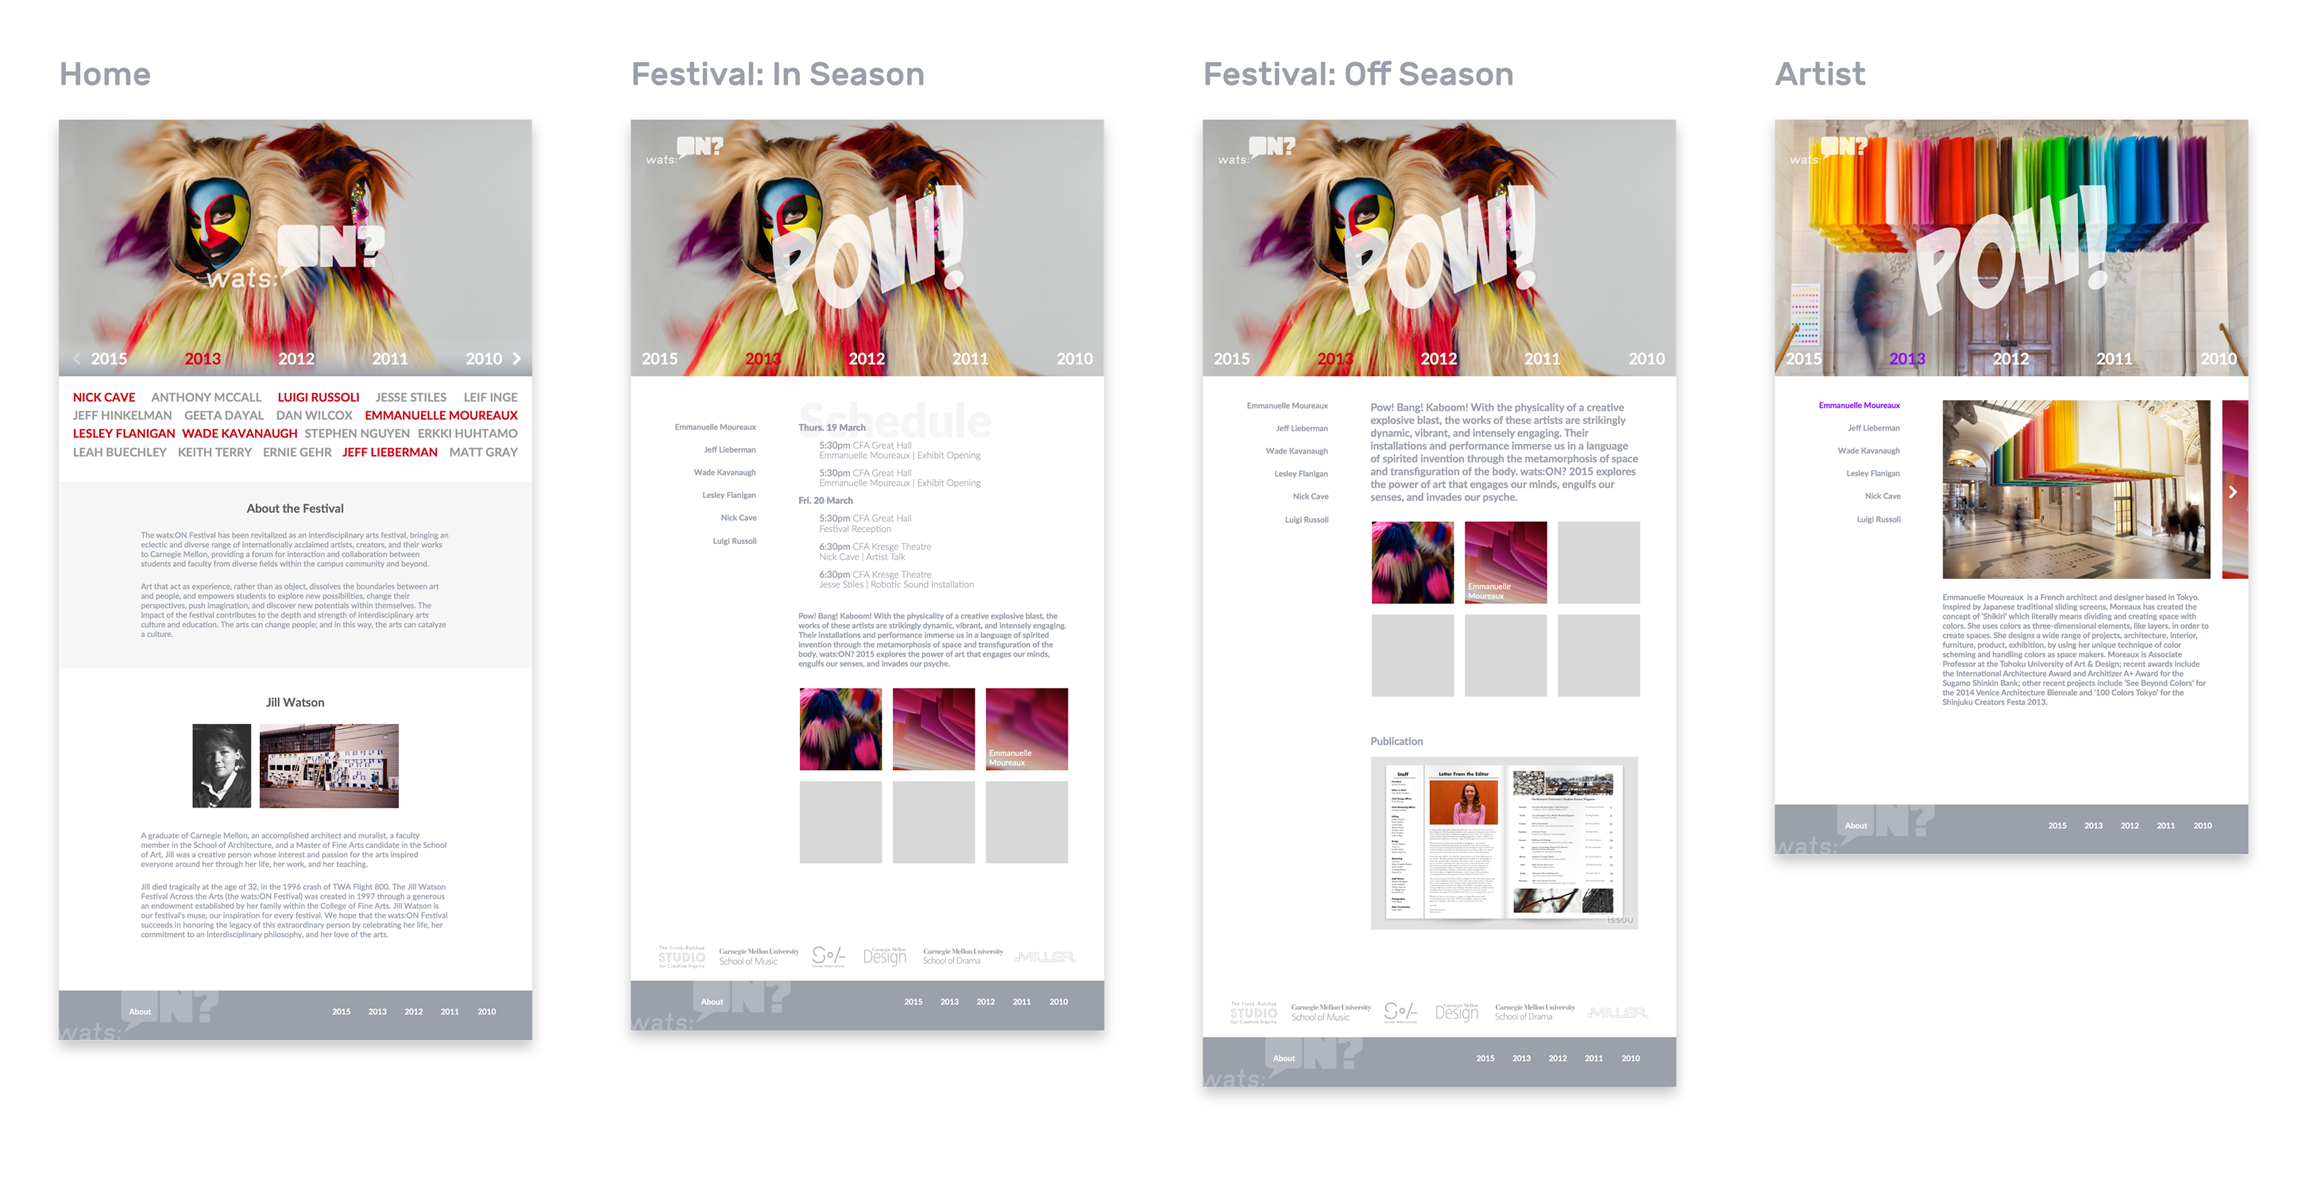 Home
wats:ON?
2015 2013 2012 2011 2010
NICK CAVE ANTHONY MCCALL LUIGI RUSSOLI JESSE STILES LEIF INGE
JEFF HINKELMAN GEETA DAYAL DAN WILCOX EMMANUELLE MOUREAUX
LESLEY FLANIGAN WADE KAVANAUGH STEPHEN NGUYEN ERKKI HUHTAMO
LEAH BUECHLEY KEITH TERRY ERNIE GEHR JEFF LIEBERMAN MATT GRAY
About the Festival
The wats:ON Festival has been revitalized as an interdisciplinary arts festival, bringing an
eclectic and diverse range of internationally acclaimed artists, creators, and their works
to Carnegie Mellon, providing a forum for interaction and collaboration between
students and faculty from diverse fields within the campus community and beyond.
Art that act as experience, rather than as object, dissolves the boundaries between art
and people, and empowers students to explore new possibilities, change their
perspectives, push imagination, and discover new potentials within themselves. The
impact of the festival contributes to the depth and strength of interdisciplinary arts
culture and education. The arts can change people; and in this way, the arts can catalyze
a culture.
Jill Watson
A graduate of Carnegie Mellon, an accomplished architect and muralist, a faculty
member in the School of Architecture, and a Master of Fine Arts candidate in the School
of Art, Jill was a creative person whose interest and passion for the arts inspired
everyone around her through her life, her work, and her teaching.
Jill died tragically at the age of 32, in the 1996 crash of TWA Flight 800. The Jill Watson
Festival Across the Arts (the wats:ON Festival) was created in 1997 through a generous
an endowment established by her family within the College of Fine Arts. Jill Watson is
our festival's muse, our inspiration for every festival. We hope that the wats:ON Festival
succeeds in honoring the legacy of this extraordinary person by celebrating her life, her
commitment to an interdisciplinary philosophy, and her love of the arts.
wats:ON?
About 2015 2013 2012 2011 2010
Festival: In Season
wats:ON?
POW!
2015 2013 2012 2011 2010
Emmanuelle Moureaux
Jeff Lieberman
Wade Kavanaugh
Lesley Flanigan
Nick Cave
Luigi Russoli
Schedule
Thurs. 19 March
5:30pm CFA Great Hall
Emmanuelle Moureaux | Exhibit Opening
5:30pm CFA Great Hall
Emmanuelle Moureaux | Exhibit Opening
Fri. 20 March
5:30pm CFA Great Hall
Festival Reception
6:30pm CFA Kresge Theatre
Nick Cave | Artist Talk
6:30pm CFA Kresge Theatre
Jesse Stiles | Robotic Sound Installation
Pow! Bang! Kaboom! With the physicality of a creative explosive blast, the
works of these artists are strikingly dynamic, vibrant, and intensely engaging.
Their installations and performance immerse us in a language of spirited
invention through the metamorphosis of space and transfiguration of the
body. wats:ON? 2015 explores the power of art that engages our minds,
engulfs our senses, and invades our psyche.
Emmanuelle
Moureaux
The Frank-Ratchye
STUDIO
for Creative Inquiry
Carnegie Mellon University
School of Music
Carnegie Mellon
Design
Carnegie Mellon University
School of Drama
MILLER
wats:ON?
About 2015 2013 2012 2011 2010
Festival: Off Season
wats:ON?
POW!
2015 2013 2012 2011 2010
Emmanuelle Moureaux
Jeff Lieberman
Wade Kavanaugh
Lesley Flanigan
Nick Cave
Luigi Russoli
Pow! Bang! Kaboom! With the physicality of a creative
explosive blast, the works of these artists are strikingly
dynamic, vibrant, and intensely engaging. Their
installations and performance immerse us in a language
of spirited invention through the metamorphosis of space
and transfiguration of the body. wats:ON? 2015 explores
the power of art that engages our minds, engulfs our
senses, and invades our psyche.
Emmanuelle
Moureaux
Publication
Staff
Letter From the Editor
issuu
The Frank-Ratchye
STUDIO
for Creative Inquiry
Carnegie Mellon University
School of Music
Carnegie Mellon
Design
Carnegie Mellon University
School of Drama
MILLER
wats:ON?
About 2015 2013 2012 2011 2010
Artist
wats:ON?
POW!
2015 2013 2012 2011 2010
Emmanuelle Moureaux
Jeff Lieberman
Wade Kavanaugh
Lesley Flanigan
Nick Cave
Luigi Russoli
Emmanuelle Moureaux is a French architect and designer based in Tokyo.
Inspired by Japanese traditional sliding screens, Moreaux has created the
concept of 'Shikiri' which literally means dividing and creating space with
colors. She uses colors as three-dimensional elements, like layers, in order to
create spaces. She designs a wide range of projects, architecture, interior,
furniture, product, exhibition, by using her unique technique of color
scheming and handling colors as space makers. Moreaux is Associate
Professor at the Tohoku University of Art & Design; recent awards include
the International Architecture Award and Architizer A+ Award for the
Sugamo Shinkin Bank; other recent projects include 'See Beyond Colors' for
the 2014 Venice Architecture Biennale and '100 Colors Tokyo' for the
Shinjuku Creators Festa 2013.
wats:ON?
About 2015 2013 2012 2011 2010